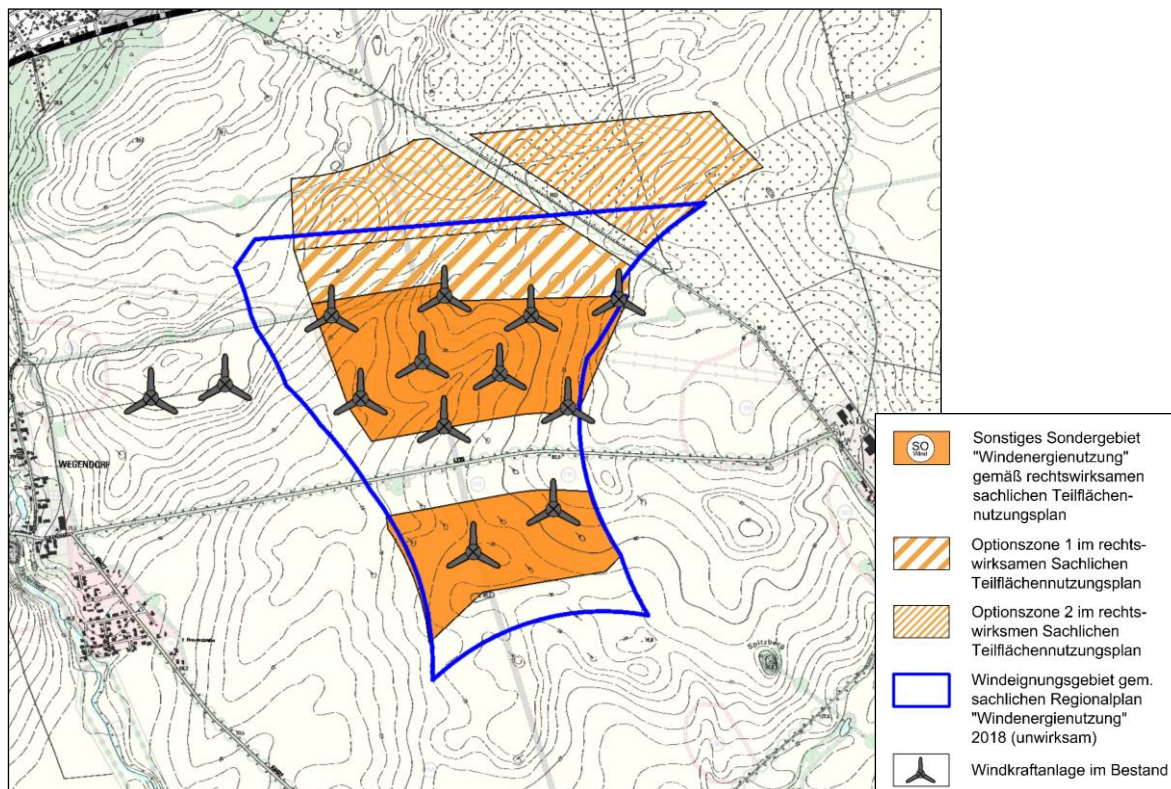 WEGENDORF
Spitzberg
SO
Wind
Sonstiges Sondergebiet
"Windenergienutzung"
gemäß rechtswirksamen
sachlichen Teilflächen-
nutzungsplan
Optionszone 1 im rechts-
wirksamen Sachlichen
Teilflächennutzungsplan
Optionszone 2 im rechts-
wirksmen Sachlichen
Teilflächennutzungsplan
Windeignungsgebiet gem.
sachlichen Regionalplan
"Windenergienutzung"
2018 (unwirksam)
Windkraftanlage im Bestand